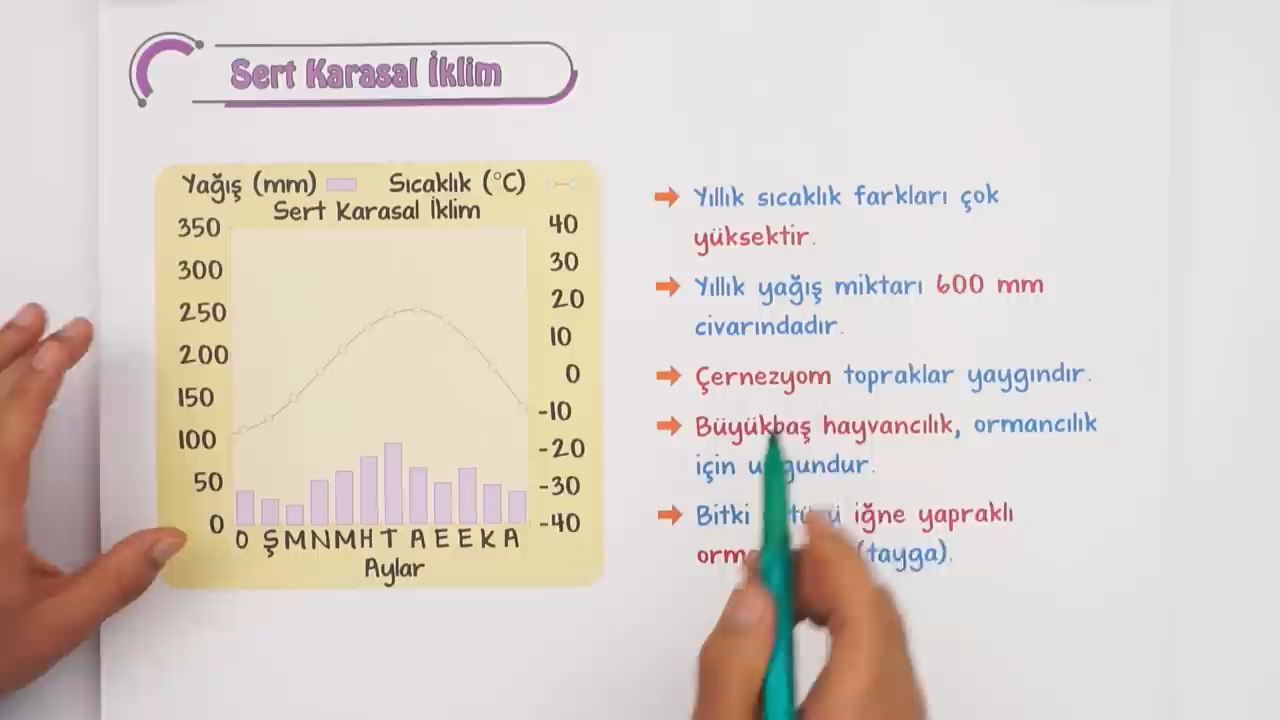 Sert Karasal İklim
Yağış (mm) Sıcaklık (°C)
Sert Karasal İklim
350 40
300 30
250 20
200 10
150 0
100 -10
50 -20
0 -30
-40
O Ş M N M H T A E E K A
Aylar
Yıllık sıcaklık farkları çok
yüksektir.
Yıllık yağış miktarı 600 mm
civarındadır.
Çernezyom topraklar yaygındır.
Büyükbaş hayvancılık, ormancılık
için uygundur.
Bitki iğne yapraklı
(tayga).